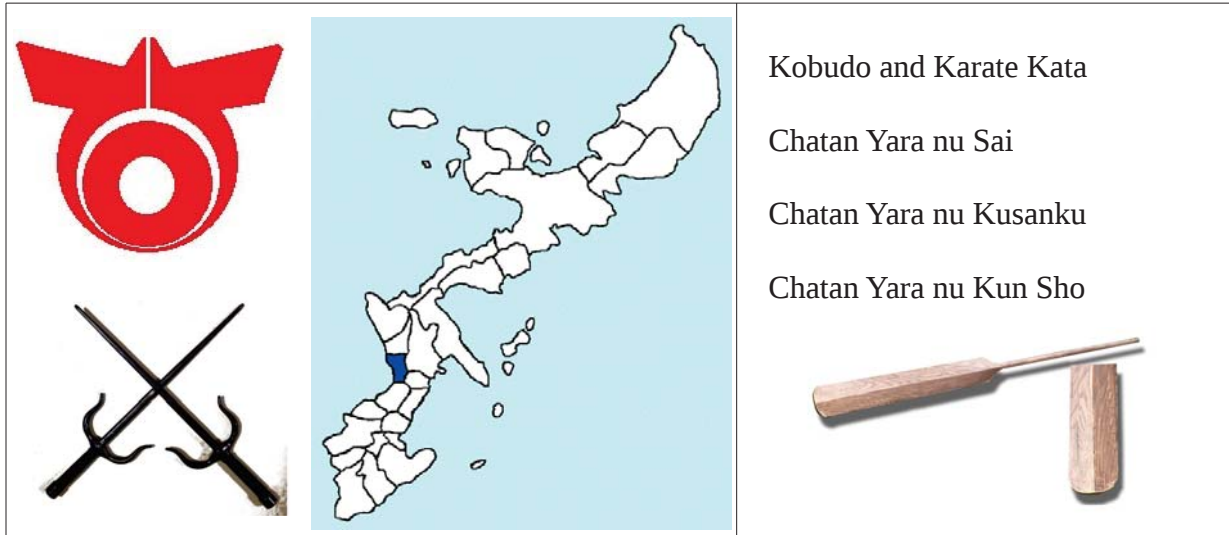 Kobudo and Karate Kata
Chatan Yara nu Sai
Chatan Yara nu Kusanku
Chatan Yara nu Kun Sho